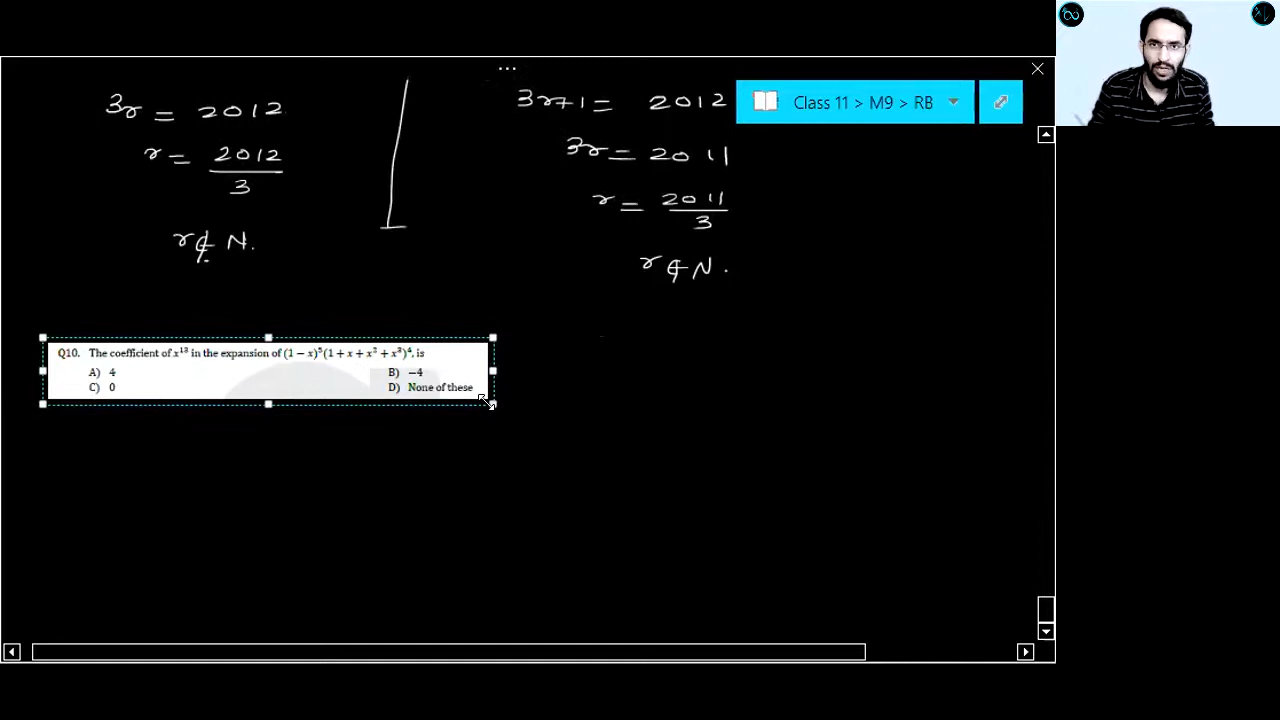 3r = 2012
r = 2012/3
r ∉ N.
3r+1 = 2012
3r = 2011
r = 2011/3
r ∉ N.
Class 11 > M9 > RB
Q10. The coefficient of x¹³ in the expansion of (1 − x)⁵(1 + x + x² + x³)⁴, is
A) 4 B) −4
C) 0 D) None of these